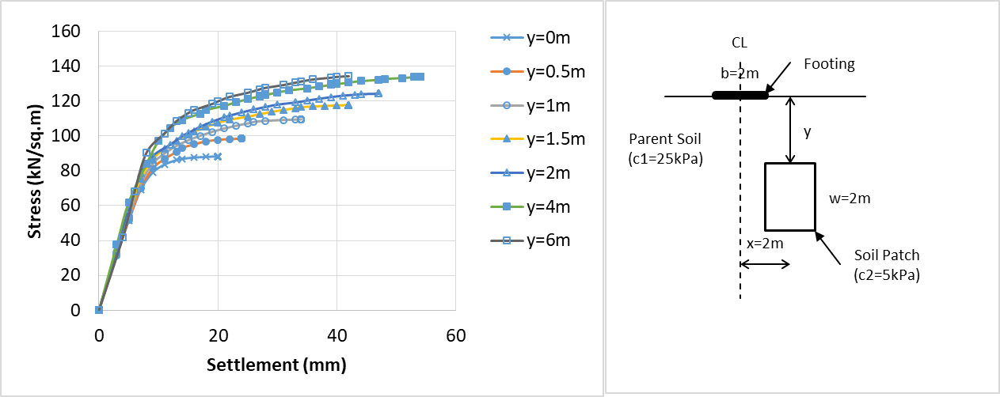 160
140
120
100
80
60
40
20
0
Stress (kN/sq.m)
0 20 40 60
Settlement (mm)
y=0m
y=0.5m
y=1m
y=1.5m
y=2m
y=4m
y=6m
CL
Footing
b=2m
y
Parent Soil
(c1=25kPa)
w=2m
x=2m
Soil Patch
(c2=5kPa)